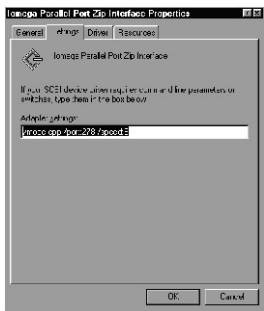 Iomega Parallel Port Zip Interface Properties
General Settings Driver Resources
Iomega Parallel Port Zip Interface
If your SCSI device driver requires command line parameters or
switches, type them in the box below.
Adapter settings:
/mode:epp /port:278 /speed:
OK Cancel